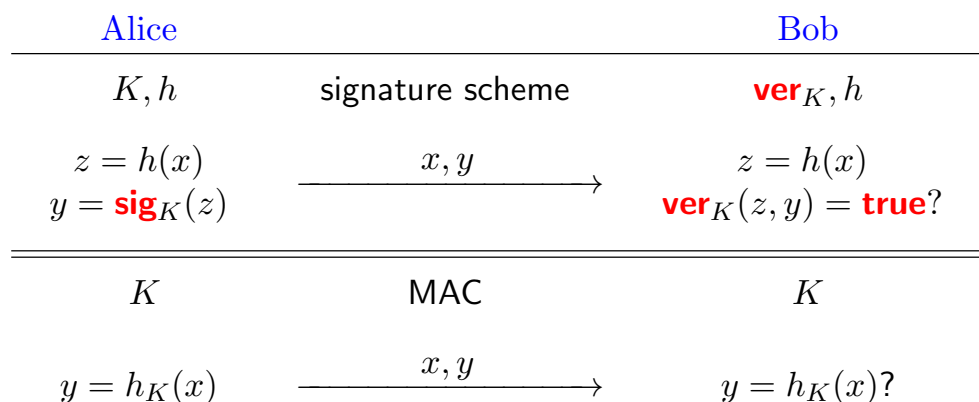 Alice Bob
K, h signature scheme ver_K, h
z = h(x) x, y z = h(x)
y = sig_K(z) ver_K(z, y) = true?
K MAC K
y = h_K(x) x, y y = h_K(x)?